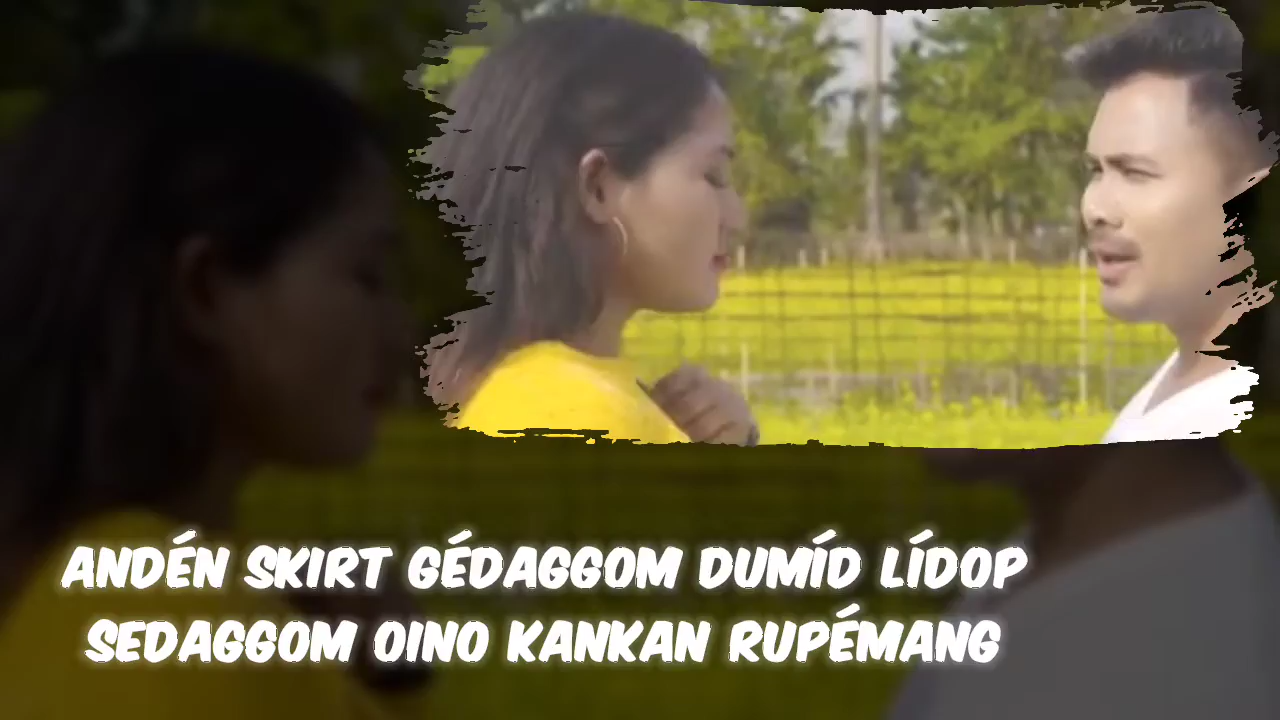 ANDÉN SKIRT GÉDAGGOM DUMÍD LÍDOP
SEDAGGOM OINO KANKAN RUPÉMANG